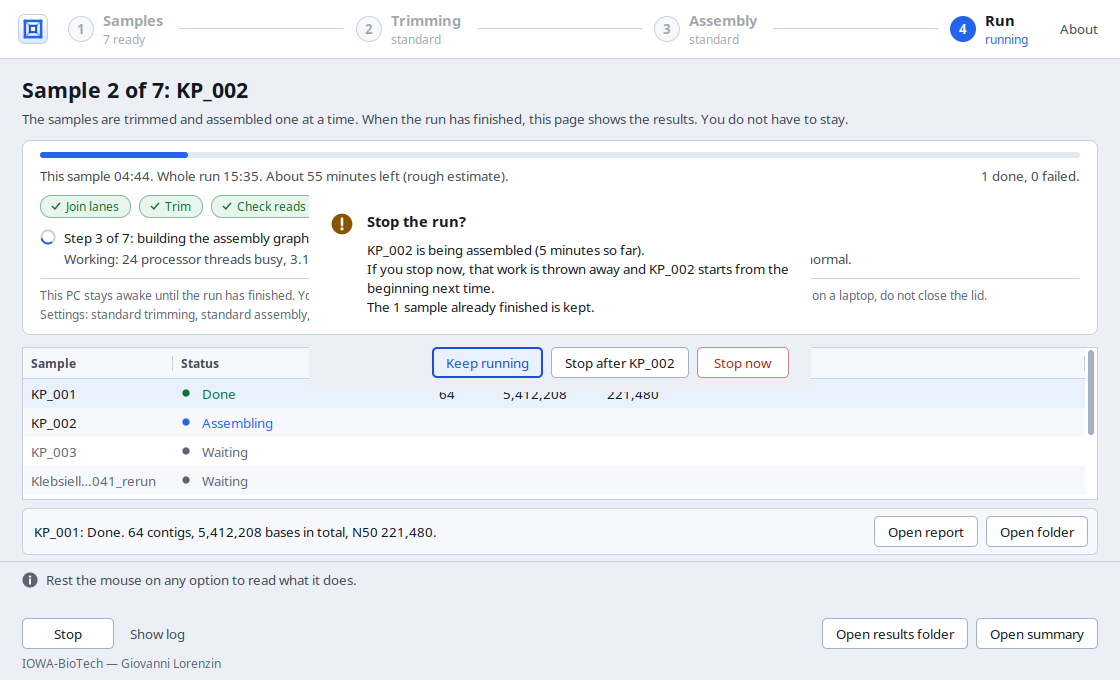 1 Samples
7 ready
2 Trimming
standard
3 Assembly
standard
4 Run
running
About
Sample 2 of 7: KP_002
The samples are trimmed and assembled one at a time. When the run has finished, this page shows the results. You do not have to stay.
This sample 04:44. Whole run 15:35. About 55 minutes left (rough estimate).
1 done, 0 failed.
Join lanes
Trim
Check reads
Step 3 of 7: building the assembly graph
Working: 24 processor threads busy, 3.1
This PC stays awake until the run has finished.
on a laptop, do not close the lid.
Settings: standard trimming, standard assembly,
Stop the run?
KP_002 is being assembled (5 minutes so far).
If you stop now, that work is thrown away and KP_002 starts from the
beginning next time.
The 1 sample already finished is kept.
Keep running
Stop after KP_002
Stop now
Sample
Status
KP_001
Done
64
5,412,208
221,480
KP_002
Assembling
KP_003
Waiting
Klebsiell...041_rerun
Waiting
KP_001: Done. 64 contigs, 5,412,208 bases in total, N50 221,480.
Open report
Open folder
Rest the mouse on any option to read what it does.
Stop
Show log
Open results folder
Open summary
IOWA-BioTech — Giovanni Lorenzin